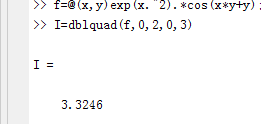 >> f=@(x,y)exp(x.^2).*cos(x*y+y);
>> I=dblquad(f,0,2,0,3)
I =
3.3246